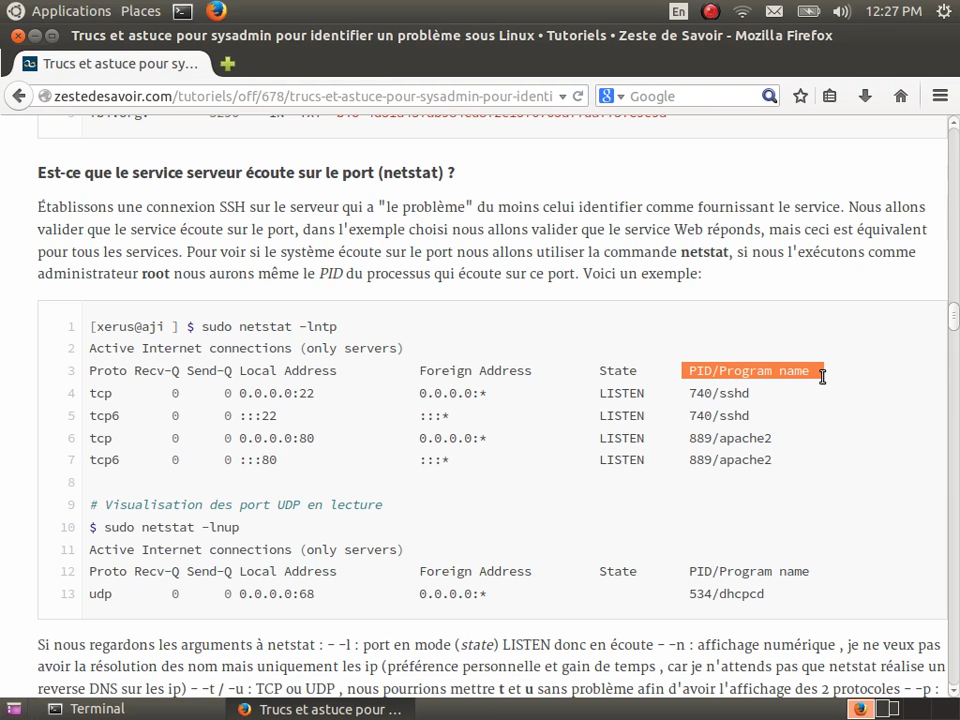 Applications Places En 12:27 PM
Trucs et astuce pour sysadmin pour identifier un problème sous Linux • Tutoriels • Zeste de Savoir - Mozilla Firefox
Trucs et astuce pour sy...
zestedesavoir.com/tutoriels/off/678/trucs-et-astuce-pour-sysadmin-pour-identi Google
Est-ce que le service serveur écoute sur le port (netstat) ?
Établissons une connexion SSH sur le serveur qui a "le problème" du moins celui identifier comme fournissant le service. Nous allons
valider que le service écoute sur le port, dans l'exemple choisi nous allons valider que le service Web réponds, mais ceci est équivalent
pour tous les services. Pour voir si le système écoute sur le port nous allons utiliser la commande netstat, si nous l'exécutons comme
administrateur root nous aurons même le PID du processus qui écoute sur ce port. Voici un exemple:
1 [xerus@aji ] $ sudo netstat -lntp
2 Active Internet connections (only servers)
3 Proto Recv-Q Send-Q Local Address Foreign Address State PID/Program name
4 tcp 0 0 0.0.0.0:22 0.0.0.0:* LISTEN 740/sshd
5 tcp6 0 0 :::22 :::* LISTEN 740/sshd
6 tcp 0 0 0.0.0.0:80 0.0.0.0:* LISTEN 889/apache2
7 tcp6 0 0 :::80 :::* LISTEN 889/apache2
8
9 # Visualisation des port UDP en lecture
10 $ sudo netstat -lnup
11 Active Internet connections (only servers)
12 Proto Recv-Q Send-Q Local Address Foreign Address State PID/Program name
13 udp 0 0 0.0.0.0:68 0.0.0.0:* 534/dhcpcd
Si nous regardons les arguments à netstat : - -l : port en mode (state) LISTEN donc en écoute - -n : affichage numérique , je ne veux pas
avoir la résolution des nom mais uniquement les ip (préférence personnelle et gain de temps , car je n'attends pas que netstat réalise un
reverse DNS sur les ip) - -t / -u : TCP ou UDP , nous pourrions mettre t et u sans problème afin d'avoir l'affichage des 2 protocoles - -p :
Terminal Trucs et astuce pour ...